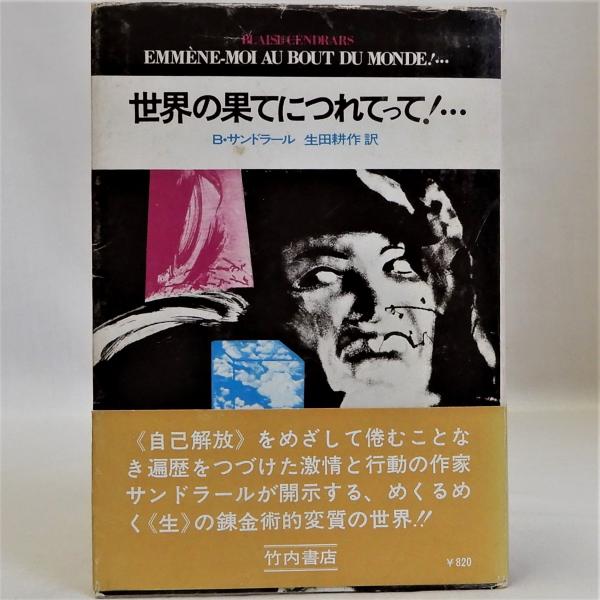 BLAISE CENDRARS
EMMÈNE-MOI AU BOUT DU MONDE!...
世界の果てにつれてって!…
B・サンドラール 生田耕作訳
《自己解放》をめざして倦むことな
き遍歴をつづけた激情と行動の作家
サンドラールが開示する、めくるめ
く《生》の錬金術的変質の世界!!
竹内書店
¥820